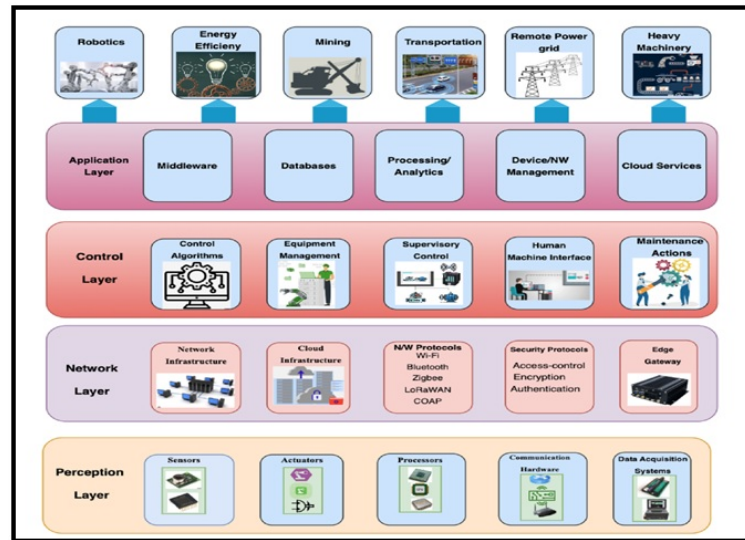 Robotics
Energy
Efficieny
Mining
Transportation
Remote Power
grid
Heavy
Machinery
Application
Layer
Middleware
Databases
Processing/
Analytics
Device/NW
Management
Cloud Services
Control
Layer
Control
Algorithms
Equipment
Management
Supervisory
Control
Human
Machine Interface
Maintenance
Actions
Network
Layer
Network
Infrastructure
Cloud
Infrastructure
N/W Protocols
Wi-Fi
Bluetooth
Zigbee
LoRaWAN
COAP
Security Protocols
Access-control
Encryption
Authentication
Edge
Gateway
Perception
Layer
Sensors
Actuators
Processors
Communication
Hardware
Data Acquisition
Systems